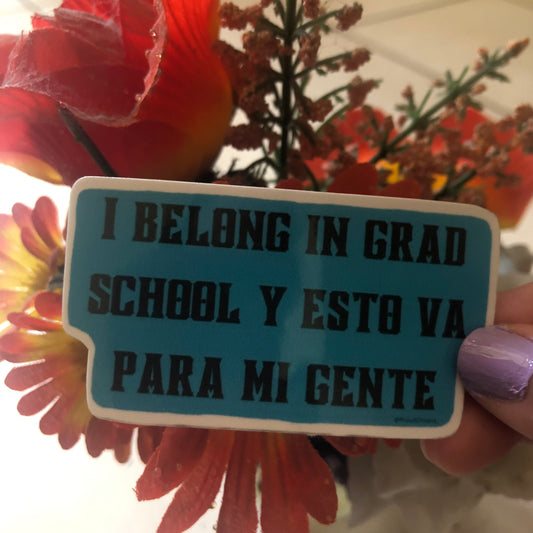 I BELONG IN GRAD
SCHOOL Y ESTO VA
PARA MI GENTE